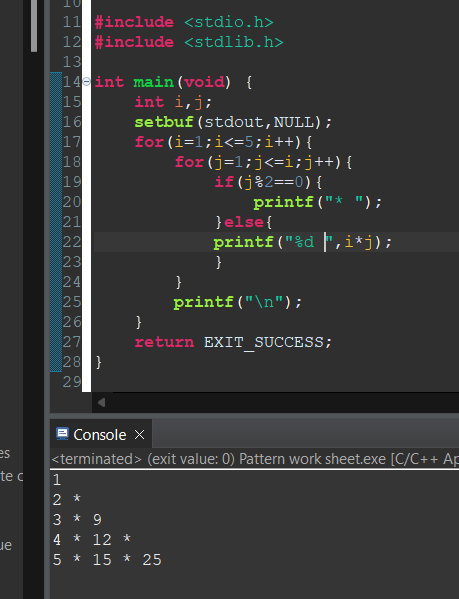 10
11 #include <stdio.h>
12 #include <stdlib.h>
13
14 int main(void) {
15     int i,j;
16     setbuf(stdout,NULL);
17     for(i=1;i<=5;i++){
18         for(j=1;j<=i;j++){
19             if(j%2==0){
20                 printf("* ");
21             }else{
22             printf("%d ",i*j);
23             }
24         }
25         printf("\n");
26     }
27     return EXIT_SUCCESS;
28 }
29
Console
<terminated> (exit value: 0) Pattern work sheet.exe [C/C++ Ap
1
2 *
3 * 9
4 * 12 *
5 * 15 * 25
es
te c
ue